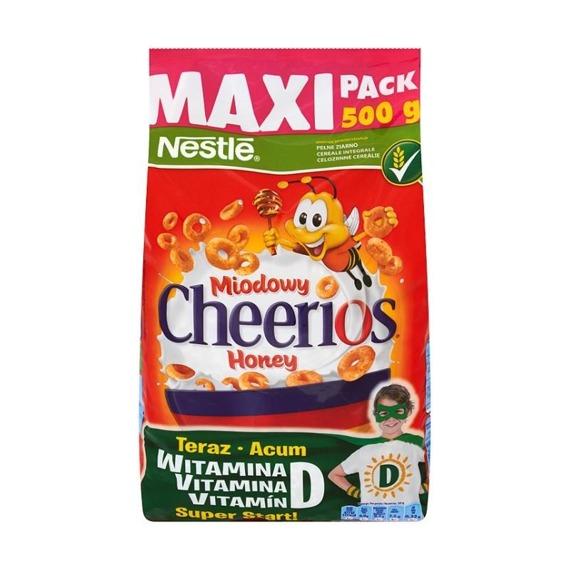 MAXI PACK
500 g
Nestlé®
PEŁNE ZIARNO
CEREALE INTEGRALE
CELOZRNNÉ CEREÁLIE
Miodowy
Cheerios
Honey
Teraz · Acum
WITAMINA
VITAMINA D
VITAMÍN
Super Start!
D